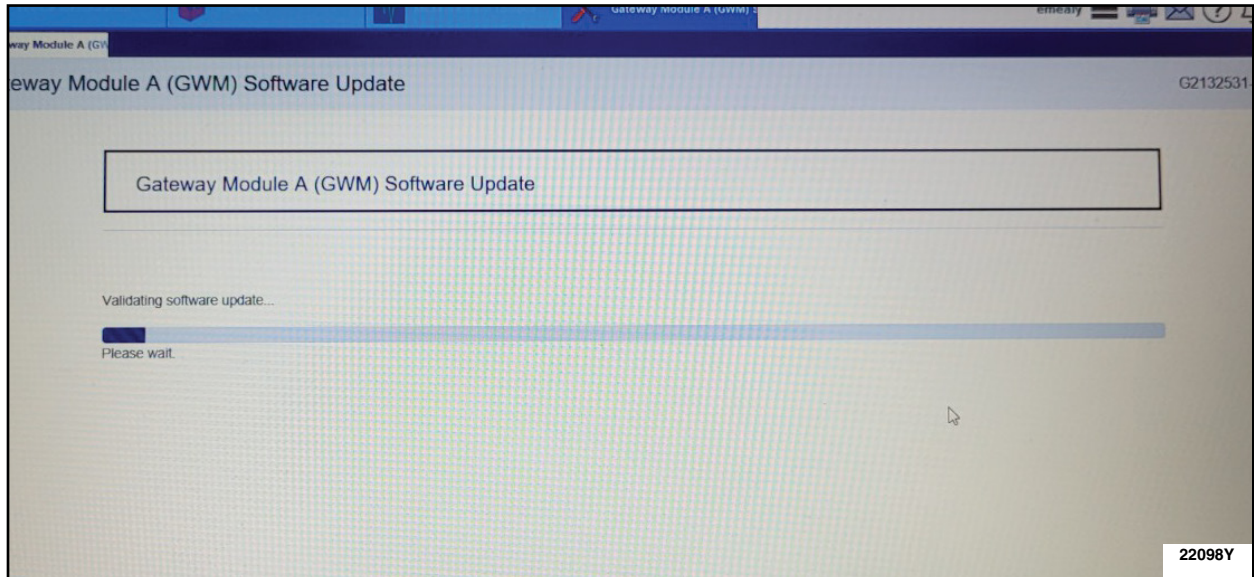 Gateway Module A (GWM) S
emealy
way Module A (GW
eway Module A (GWM) Software Update
G2132531
Gateway Module A (GWM) Software Update
Validating software update...
Please wait.
22098Y